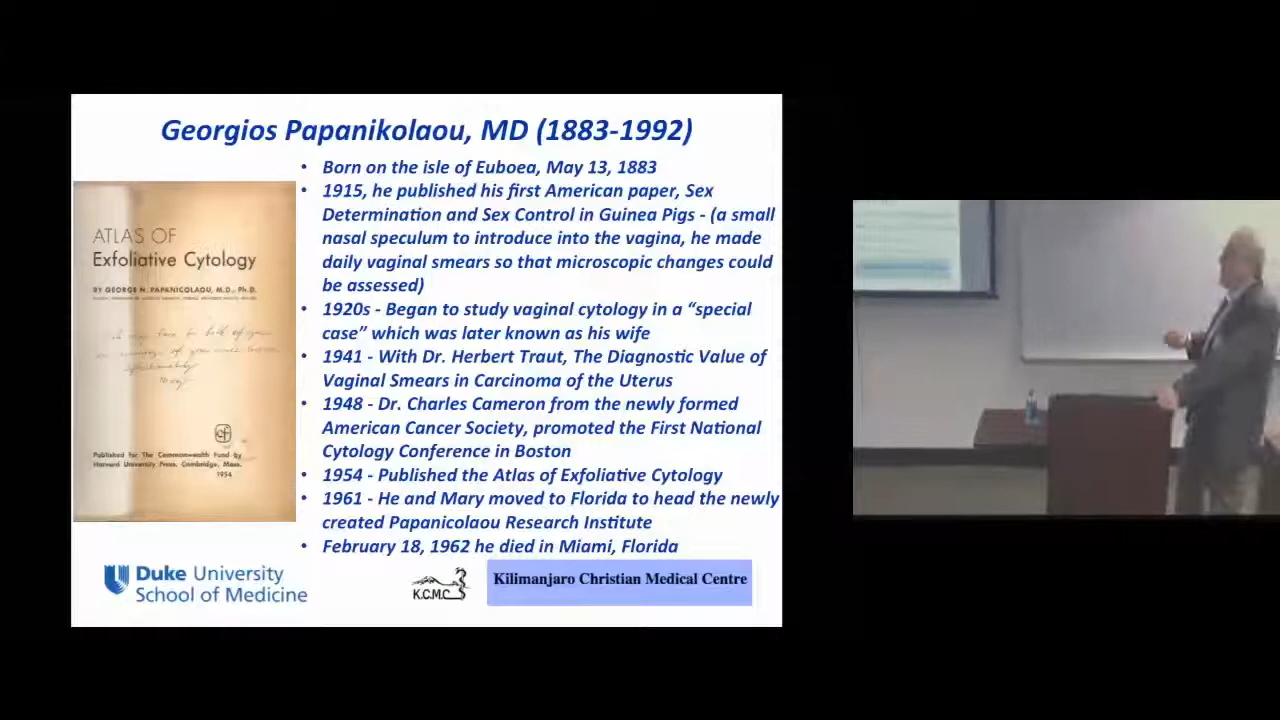 Georgios Papanikolaou, MD (1883-1992)
• Born on the isle of Euboea, May 13, 1883
• 1915, he published his first American paper, Sex
Determination and Sex Control in Guinea Pigs - (a small
nasal speculum to introduce into the vagina, he made
daily vaginal smears so that microscopic changes could
be assessed)
• 1920s - Began to study vaginal cytology in a “special
case” which was later known as his wife
• 1941 - With Dr. Herbert Traut, The Diagnostic Value of
Vaginal Smears in Carcinoma of the Uterus
• 1948 - Dr. Charles Cameron from the newly formed
American Cancer Society, promoted the First National
Cytology Conference in Boston
• 1954 - Published the Atlas of Exfoliative Cytology
• 1961 - He and Mary moved to Florida to head the newly
created Papanicolaou Research Institute
• February 18, 1962 he died in Miami, Florida
ATLAS OF
Exfoliative Cytology
BY GEORGE N. PAPANICOLAOU, M.D., Ph.D.
Published for The Commonwealth Fund by
Harvard University Press, Cambridge, Mass.
1954
Duke University
School of Medicine
K.C.M.C
Kilimanjaro Christian Medical Centre